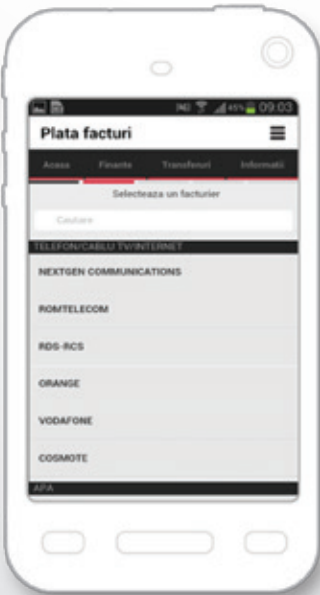 45% 09:03
Plata facturi
Acasa Finante Transferuri Informatii
Selecteaza un facturier
Cautare
TELEFON/CABLU TV/INTERNET
NEXTGEN COMMUNICATIONS
ROMTELECOM
RDS-RCS
ORANGE
VODAFONE
COSMOTE
APA